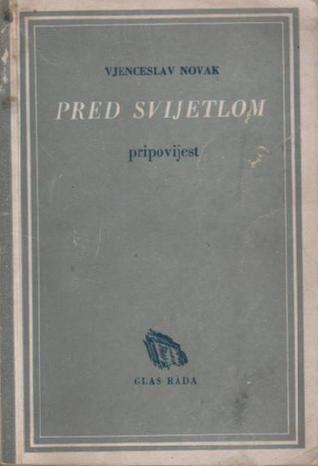 VJENCESLAV NOVAK
PRED SVIJETLOM
pripovijest
GLAS RADA